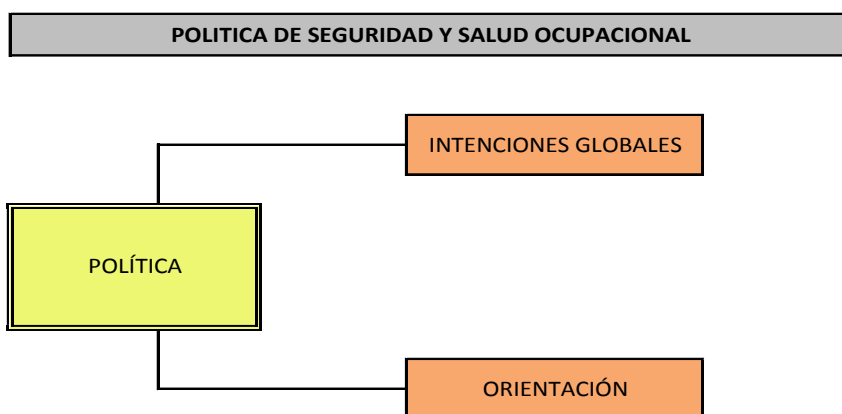 POLITICA DE SEGURIDAD Y SALUD OCUPACIONAL
INTENCIONES GLOBALES
POLÍTICA
ORIENTACIÓN